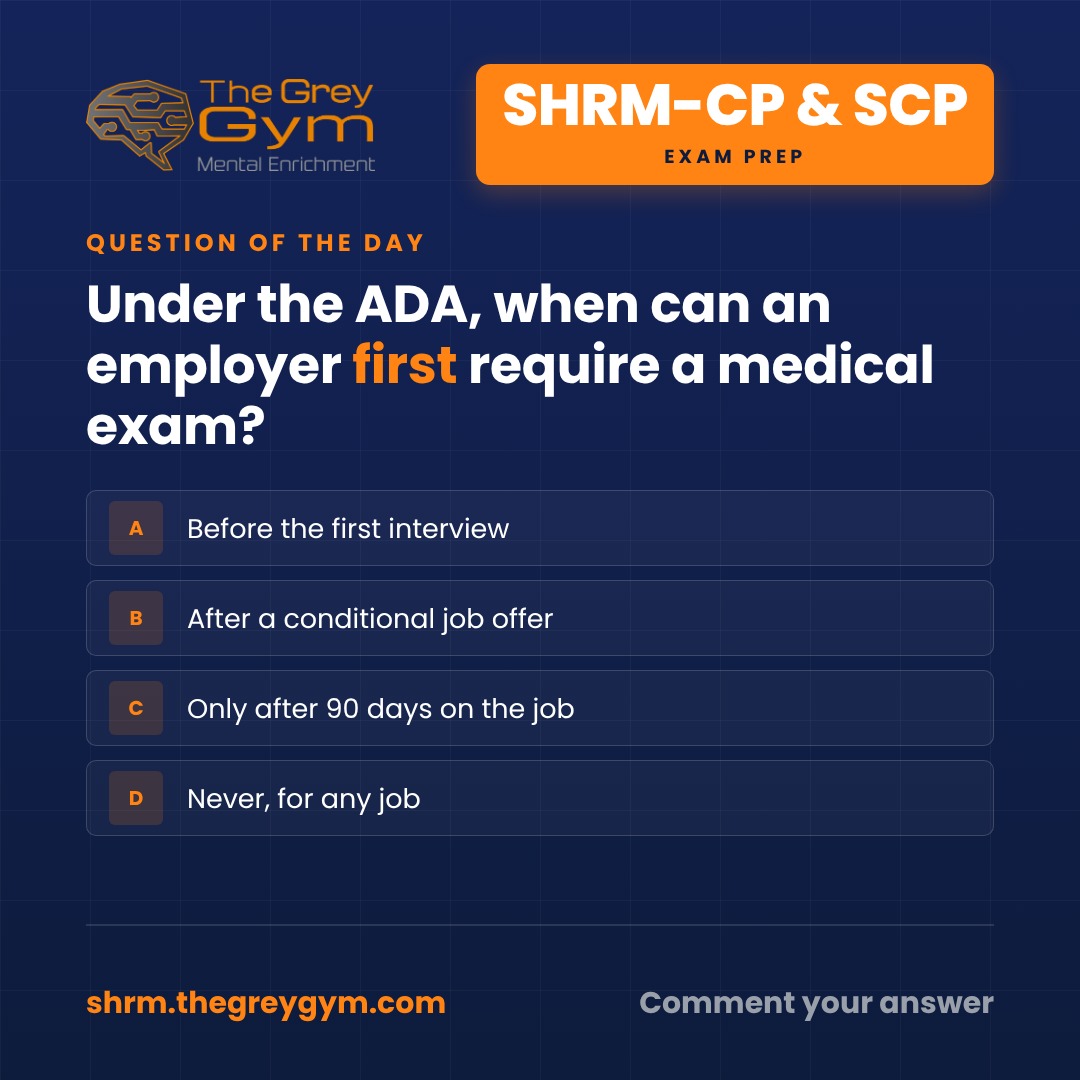 The Grey
Gym
Mental Enrichment
SHRM-CP & SCP
EXAM PREP
QUESTION OF THE DAY
Under the ADA, when can an
employer first require a medical
exam?
A Before the first interview
B After a conditional job offer
C Only after 90 days on the job
D Never, for any job
shrm.thegreygym.com
Comment your answer